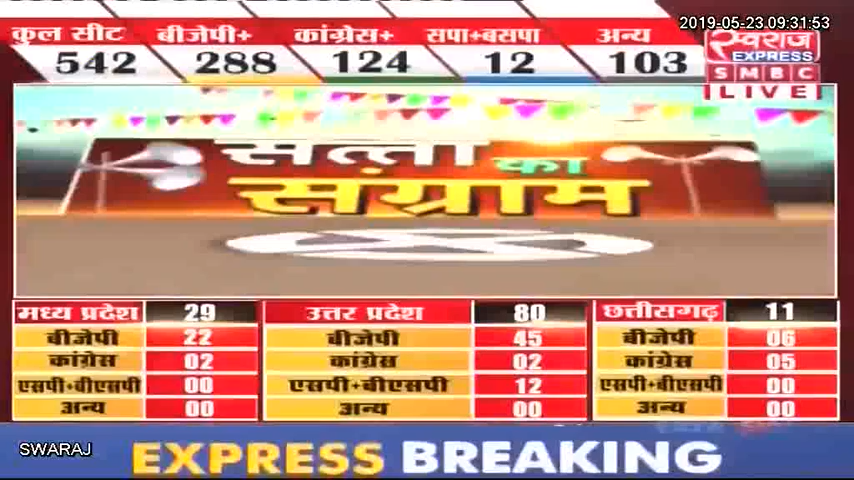 2019-05-23 09:31:53
कुल सीट बीजेपी+ कांग्रेस+ सपा+बसपा अन्य
542 288 124 12 103
स्वराज
EXPRESS
SMBC
LIVE
सत्ता का
संग्राम
मध्य प्रदेश 29 उत्तर प्रदेश 80 छत्तीसगढ़ 11
बीजेपी 22 बीजेपी 45 बीजेपी 06
कांग्रेस 02 कांग्रेस 02 कांग्रेस 05
एसपी+बीएसपी 00 एसपी+बीएसपी 12 एसपी+बीएसपी 00
अन्य 00 अन्य 00 अन्य 00
SWARAJ
EXPRESS BREAKING